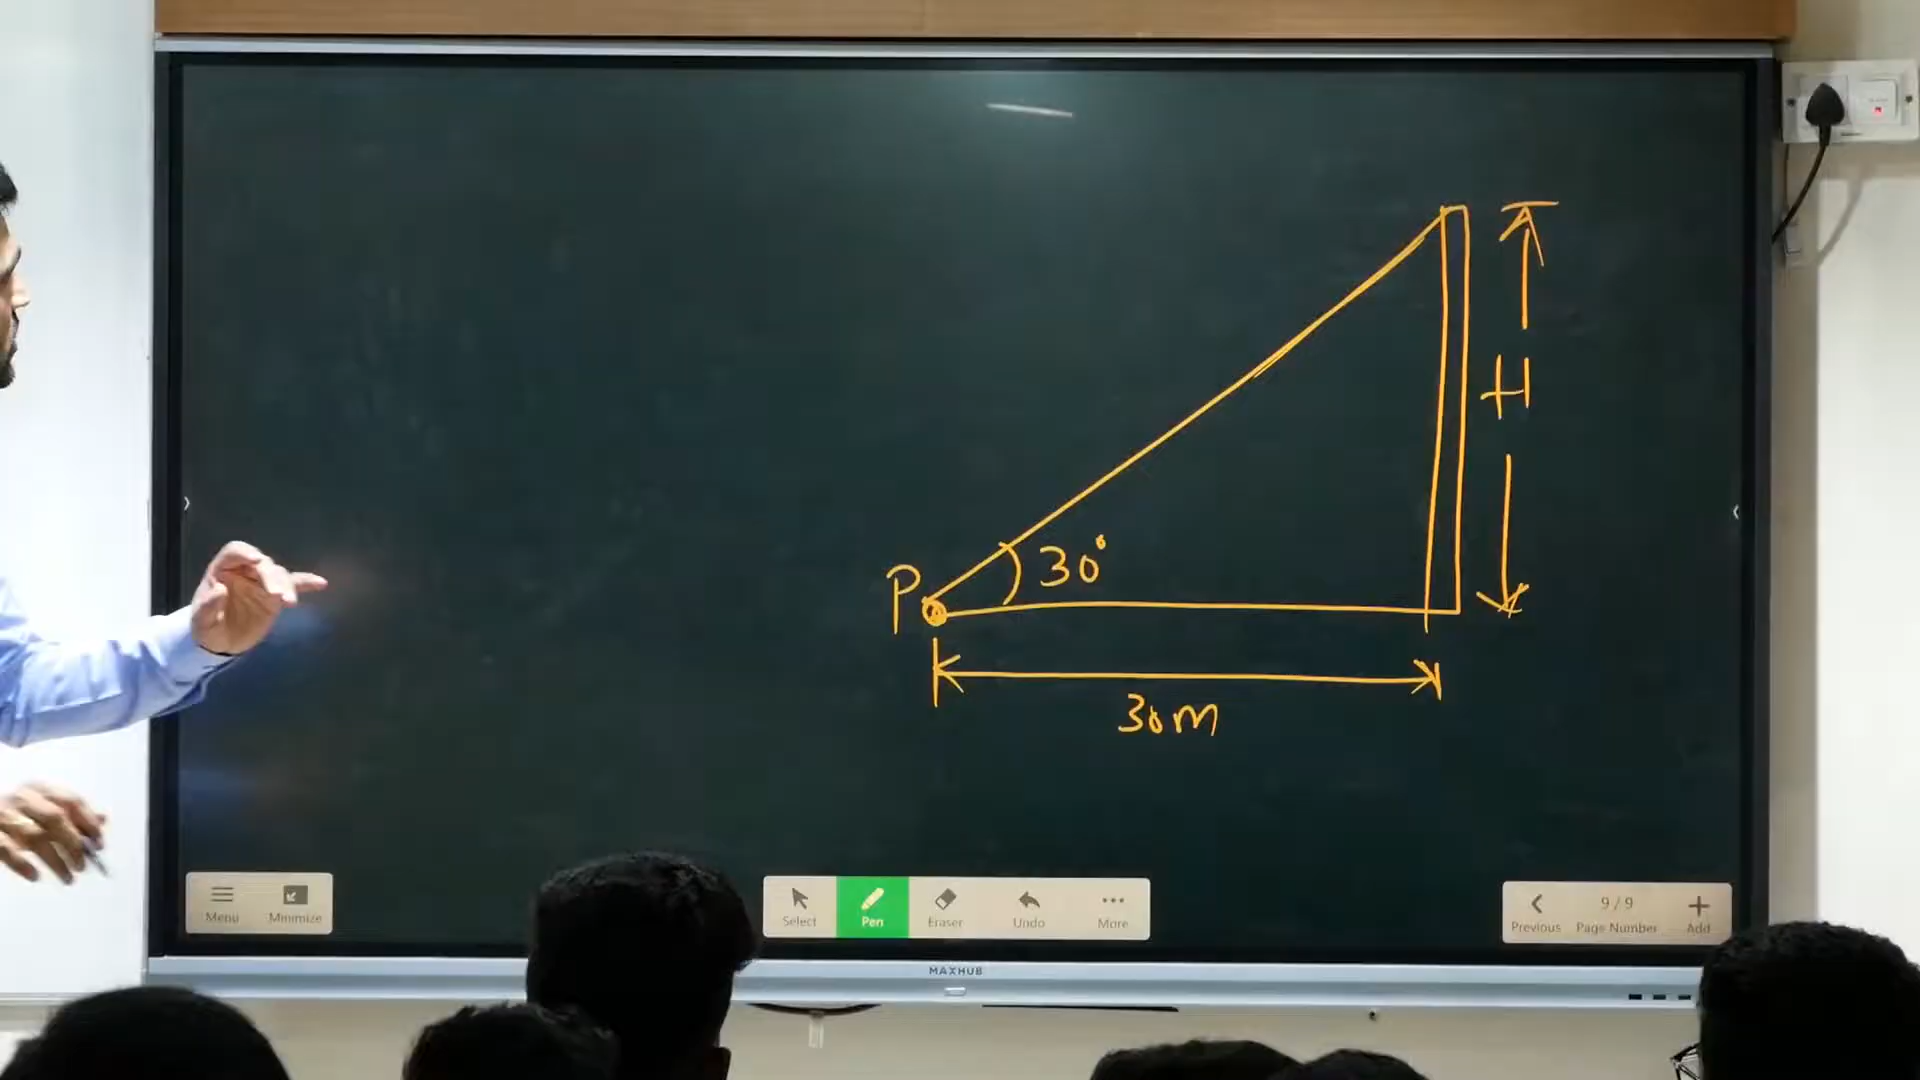 H
P
30°
30m
Menu
Minimize
Select
Pen
Eraser
Undo
More
9/9
Previous
Page Number
Add
MAXHUB